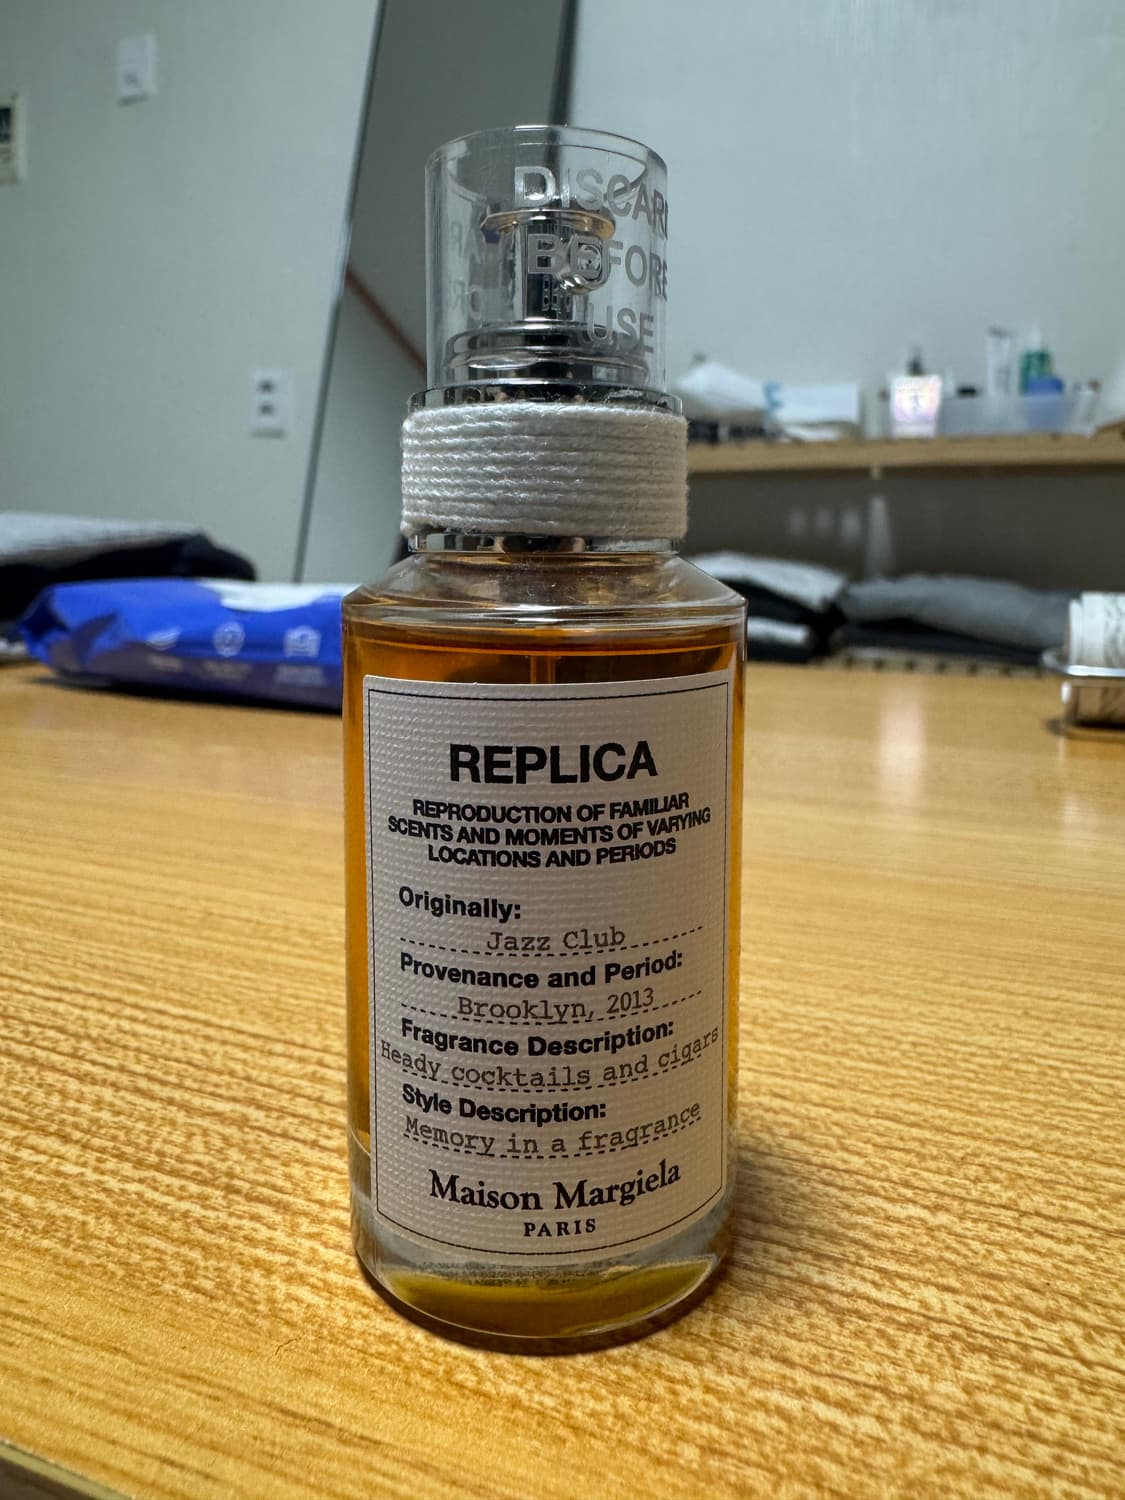 DISCARD
BEFORE
USE
REPLICA
REPRODUCTION OF FAMILIAR
SCENTS AND MOMENTS OF VARYING
LOCATIONS AND PERIODS
Originally:
Jazz Club
Provenance and Period:
Brooklyn, 2013
Fragrance Description:
Heady cocktails and cigars
Style Description:
Memory in a fragrance
Maison Margiela
PARIS